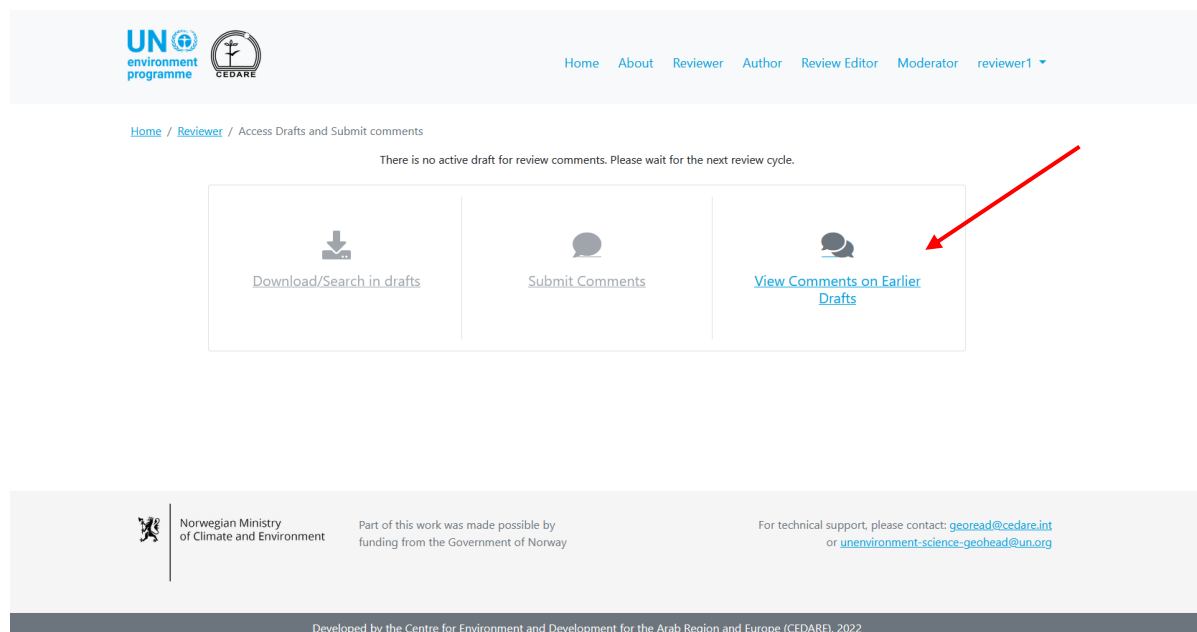 UN
environment
programme
CEDARE
Home About Reviewer Author Review Editor Moderator reviewer1
Home / Reviewer / Access Drafts and Submit comments
There is no active draft for review comments. Please wait for the next review cycle.
Download/Search in drafts
Submit Comments
View Comments on Earlier
Drafts
Norwegian Ministry
of Climate and Environment
Part of this work was made possible by
funding from the Government of Norway
For technical support, please contact: georead@cedare.int
or unenvironment-science-geohead@un.org
Developed by the Centre for Environment and Development for the Arab Region and Europe (CEDARE), 2022